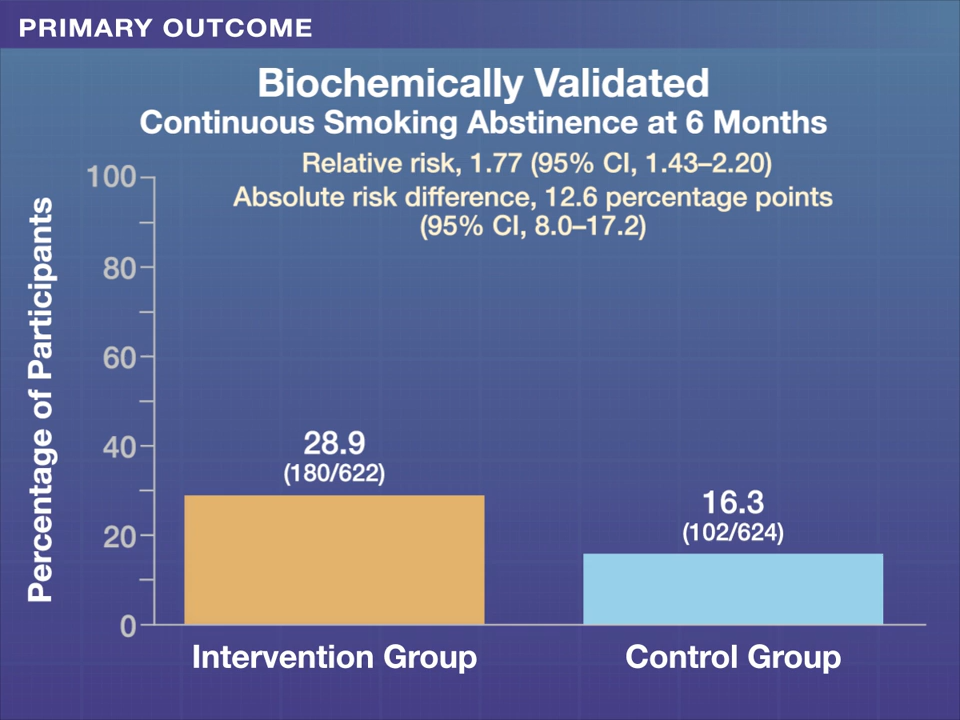 PRIMARY OUTCOME
Biochemically Validated
Continuous Smoking Abstinence at 6 Months
Relative risk, 1.77 (95% CI, 1.43–2.20)
Absolute risk difference, 12.6 percentage points
(95% CI, 8.0–17.2)
Percentage of Participants
100
80
60
40
20
0
28.9
(180/622)
16.3
(102/624)
Intervention Group
Control Group